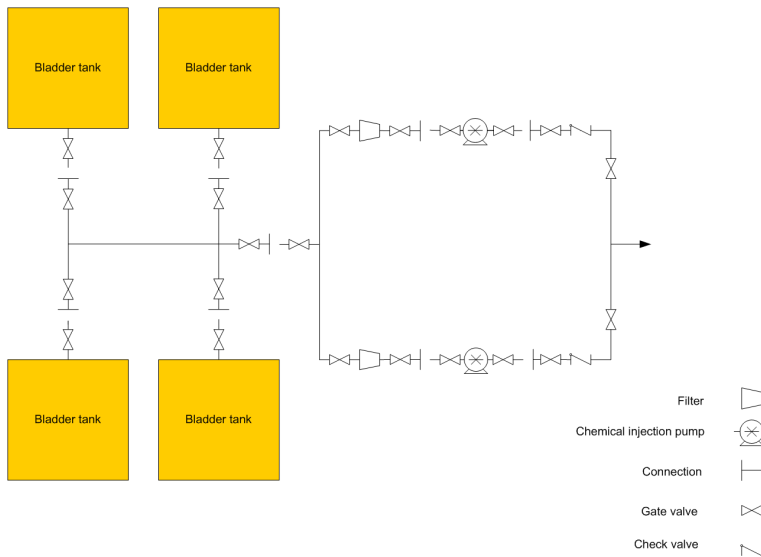 Bladder tank
Bladder tank
Bladder tank
Bladder tank
Filter
Chemical injection pump
Connection
Gate valve
Check valve